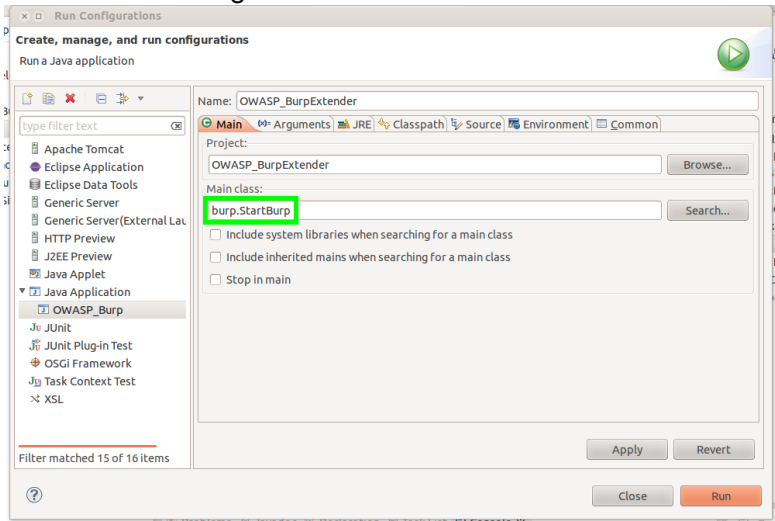 Run Configurations
Create, manage, and run configurations
Run a Java application
type filter text
Apache Tomcat
Eclipse Application
Eclipse Data Tools
Generic Server
Generic Server(External Lau
HTTP Preview
J2EE Preview
Java Applet
Java Application
OWASP_Burp
JUnit
JUnit Plug-in Test
OSGi Framework
Task Context Test
XSL
Filter matched 15 of 16 items
Name: OWASP_BurpExtender
Main Arguments JRE Classpath Source Environment Common
Project:
OWASP_BurpExtender Browse...
Main class:
burp.StartBurp Search...
Include system libraries when searching for a main class
Include inherited mains when searching for a main class
Stop in main
Apply Revert
Close Run